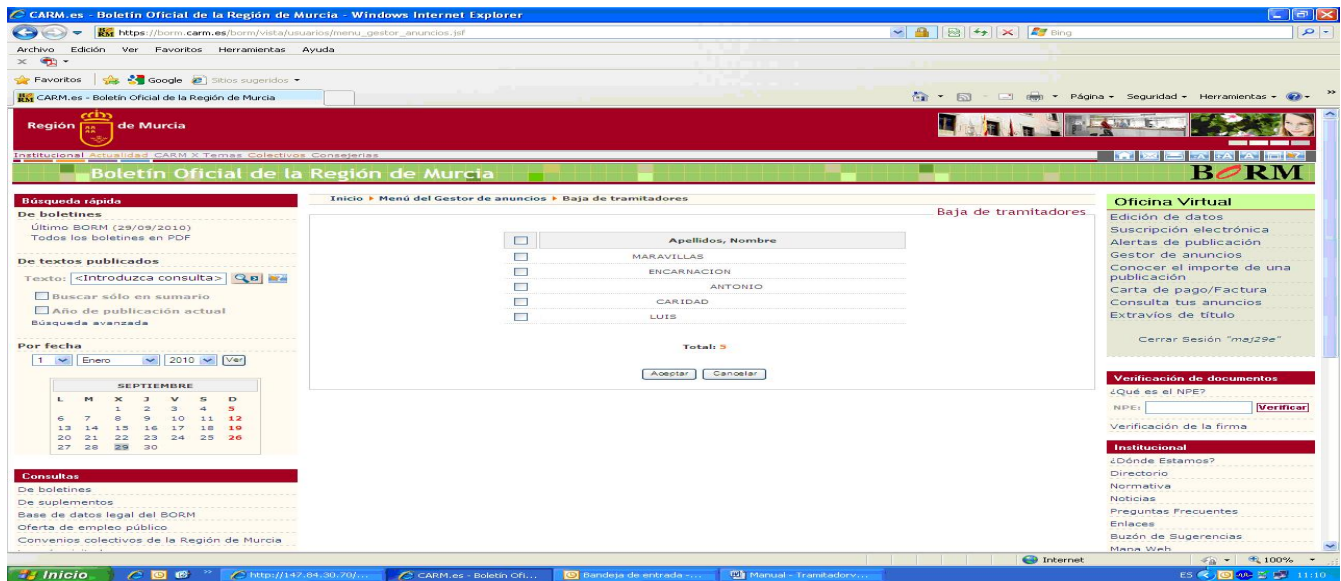 CARM.es - Boletín Oficial de la Región de Murcia - Windows Internet Explorer
https://borm.carm.es/borm/vista/usuarios/menu_gestor_anuncios.jsf
Bing
Archivo Edición Ver Favoritos Herramientas Ayuda
Favoritos Google Sitios sugeridos
CARM.es - Boletín Oficial de la Región de Murcia
Página Seguridad Herramientas
Región de Murcia
Institucional Actualidad CARM X Temas Colectivos Consejerías
Boletín Oficial de la Región de Murcia
BORM
Búsqueda rápida
De boletines
Último BORM (29/09/2010)
Todos los boletines en PDF
De textos publicados
Texto: <Introduzca consulta>
Buscar sólo en sumario
Año de publicación actual
Búsqueda avanzada
Por fecha
1 Enero 2010 Ver
SEPTIEMBRE
L M X J V S D
1 2 3 4 5
6 7 8 9 10 11 12
13 14 15 16 17 18 19
20 21 22 23 24 25 26
27 28 29 30
Consultas
De boletines
De suplementos
Base de datos legal del BORM
Oferta de empleo público
Convenios colectivos de la Región de Murcia
Inicio Menú del Gestor de anuncios Baja de tramitadores
Baja de tramitadores
Apellidos, Nombre
MARAVILLAS
ENCARNACION
ANTONIO
CARIDAD
LUIS
Total: 5
Aceptar Cancelar
Oficina Virtual
Edición de datos
Suscripción electrónica
Alertas de publicación
Gestor de anuncios
Conocer el importe de una
publicación
Carta de pago/Factura
Consulta tus anuncios
Extravíos de título
Cerrar Sesión "maj29e"
Verificación de documentos
¿Qué es el NPE?
NPE: Verificar
Verificación de la firma
Institucional
¿Dónde Estamos?
Directorio
Normativa
Noticias
Preguntas Frecuentes
Enlaces
Buzón de Sugerencias
Mapa Web
Internet 100%
Inicio http://147.84.30.70/... CARM.es - Boletín Ofi... Bandeja de entrada -... Manual - Tramitadorv... ES 11:10